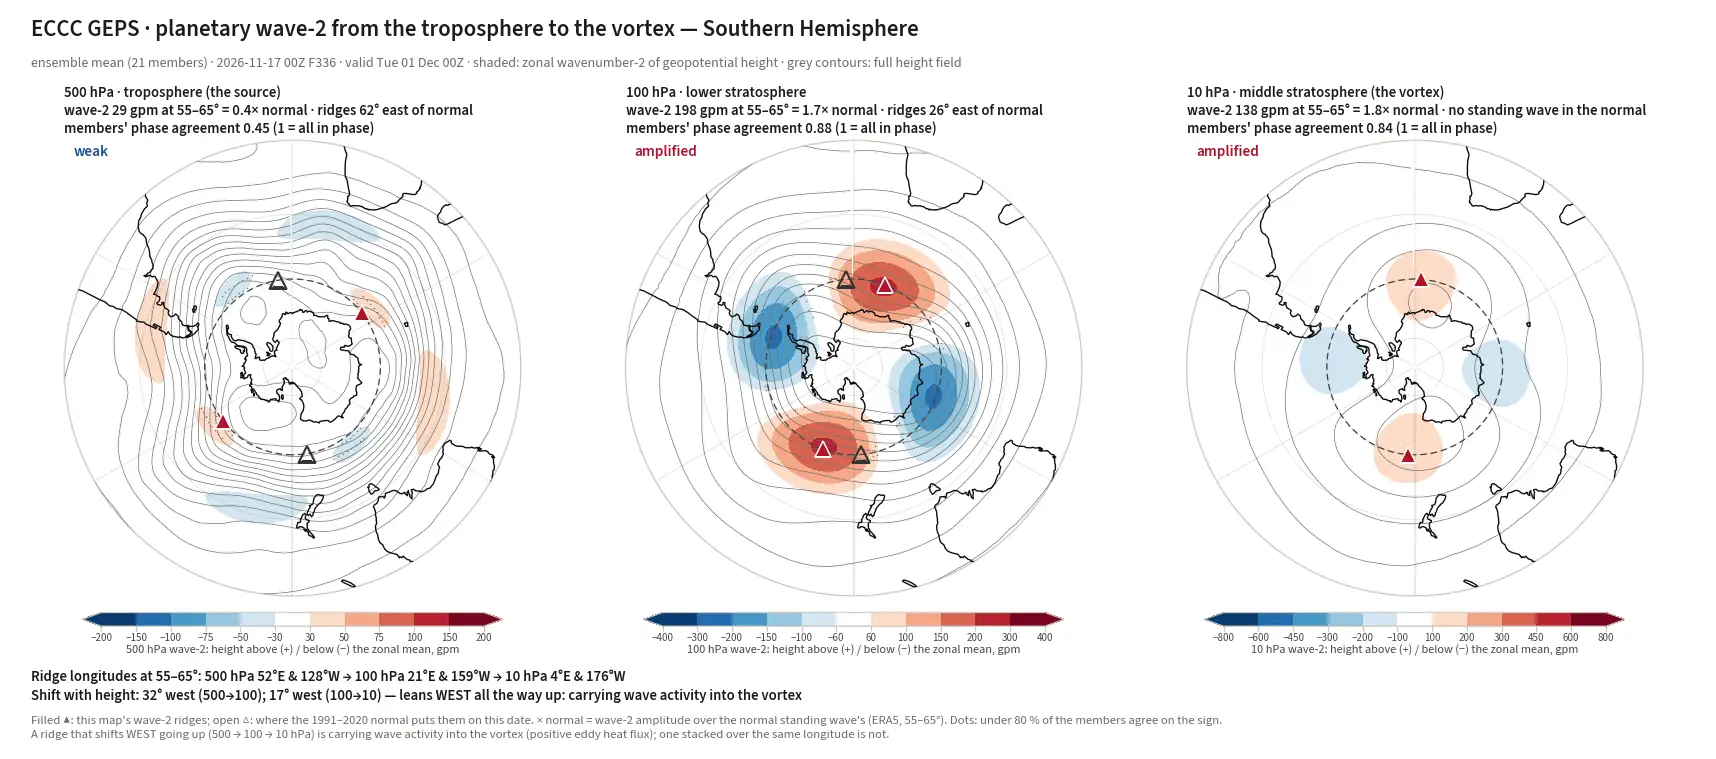 ECCC GEPS · planetary wave-2 from the troposphere to the vortex — Southern Hemisphere
ensemble mean (21 members) · 2026-11-17 00Z F336 · valid Tue 01 Dec 00Z · shaded: zonal wavenumber-2 of geopotential height · grey contours: full height field
500 hPa · troposphere (the source)
wave-2 29 gpm at 55–65° = 0.4× normal · ridges 62° east of normal
members' phase agreement 0.45 (1 = all in phase)
weak
100 hPa · lower stratosphere
wave-2 198 gpm at 55–65° = 1.7× normal · ridges 26° east of normal
members' phase agreement 0.88 (1 = all in phase)
amplified
10 hPa · middle stratosphere (the vortex)
wave-2 138 gpm at 55–65° = 1.8× normal · no standing wave in the normal
members' phase agreement 0.84 (1 = all in phase)
amplified
−200 −150 −100 −75 −50 −30 30 50 75 100 150 200
500 hPa wave-2: height above (+) / below (−) the zonal mean, gpm
−400 −300 −200 −150 −100 −60 60 100 150 200 300 400
100 hPa wave-2: height above (+) / below (−) the zonal mean, gpm
−800 −600 −450 −300 −200 −100 100 200 300 450 600 800
10 hPa wave-2: height above (+) / below (−) the zonal mean, gpm
Ridge longitudes at 55–65°: 500 hPa 52°E & 128°W → 100 hPa 21°E & 159°W → 10 hPa 4°E & 176°W
Shift with height: 32° west (500→100); 17° west (100→10) — leans WEST all the way up: carrying wave activity into the vortex
Filled ▲: this map's wave-2 ridges; open △: where the 1991–2020 normal puts them on this date. × normal = wave-2 amplitude over the normal standing wave's (ERA5, 55–65°). Dots: under 80 % of the members agree on the sign.
A ridge that shifts WEST going up (500 → 100 → 10 hPa) is carrying wave activity into the vortex (positive eddy heat flux); one stacked over the same longitude is not.